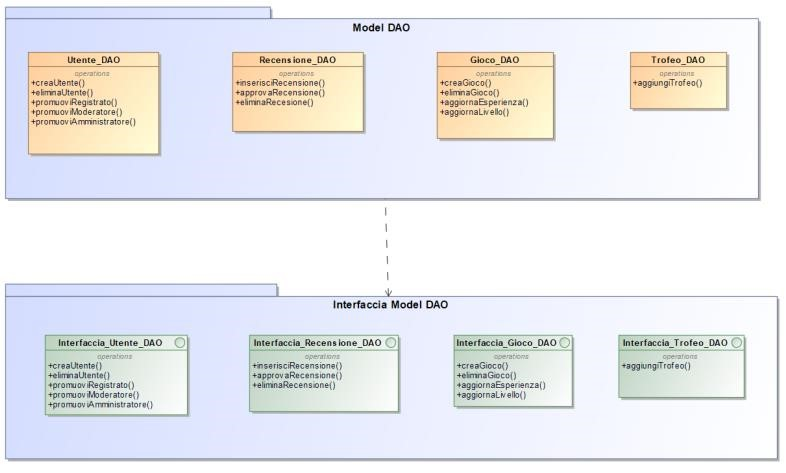 Model DAO
Utente_DAO
operations
+creaUtente()
+eliminaUtente()
+promuoviRegistrato()
+promuoviModeratore()
+promuoviAmministratore()
Recensione_DAO
operations
+inserisciRecensione()
+approvaRecensione()
+eliminaRecesione()
Gioco_DAO
operations
+creaGioco()
+eliminaGioco()
+aggiornaEsperienza()
+aggiornaLivello()
Trofeo_DAO
operations
+aggiungiTrofeo()
Interfaccia Model DAO
Interfaccia_Utente_DAO
operations
+creaUtente()
+eliminaUtente()
+promuoviRegistrato()
+promuoviModeratore()
+promuoviAmministratore()
Interfaccia_Recensione_DAO
operations
+inserisciRecensione()
+approvaRecensione()
+eliminaRecensione()
Interfaccia_Gioco_DAO
operations
+creaGioco()
+eliminaGioco()
+aggiornaEsperienza()
+aggiornaLivello()
Interfaccia_Trofeo_DAO
operations
+aggiungiTrofeo()